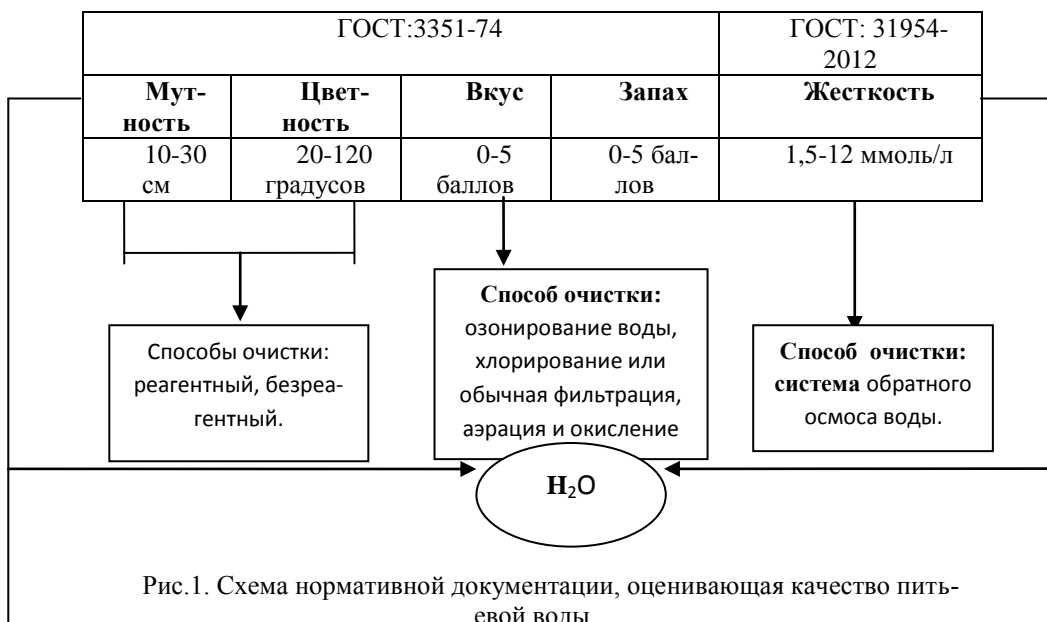 ГОСТ:3351-74
ГОСТ: 31954-
2012
Мут-
ность
Цвет-
ность
Вкус
Запах
Жесткость
10-30
см
20-120
градусов
0-5
баллов
0-5 бал-
лов
1,5-12 ммоль/л
Способы очистки:
реагентный, безреа-
гентный.
Способ очистки:
озонирование воды,
хлорирование или
обычная фильтрация,
аэрация и окисление
Способ очистки:
система обратного
осмоса воды.
H₂O
Рис.1. Схема нормативной документации, оценивающая качество пить-
евой воды